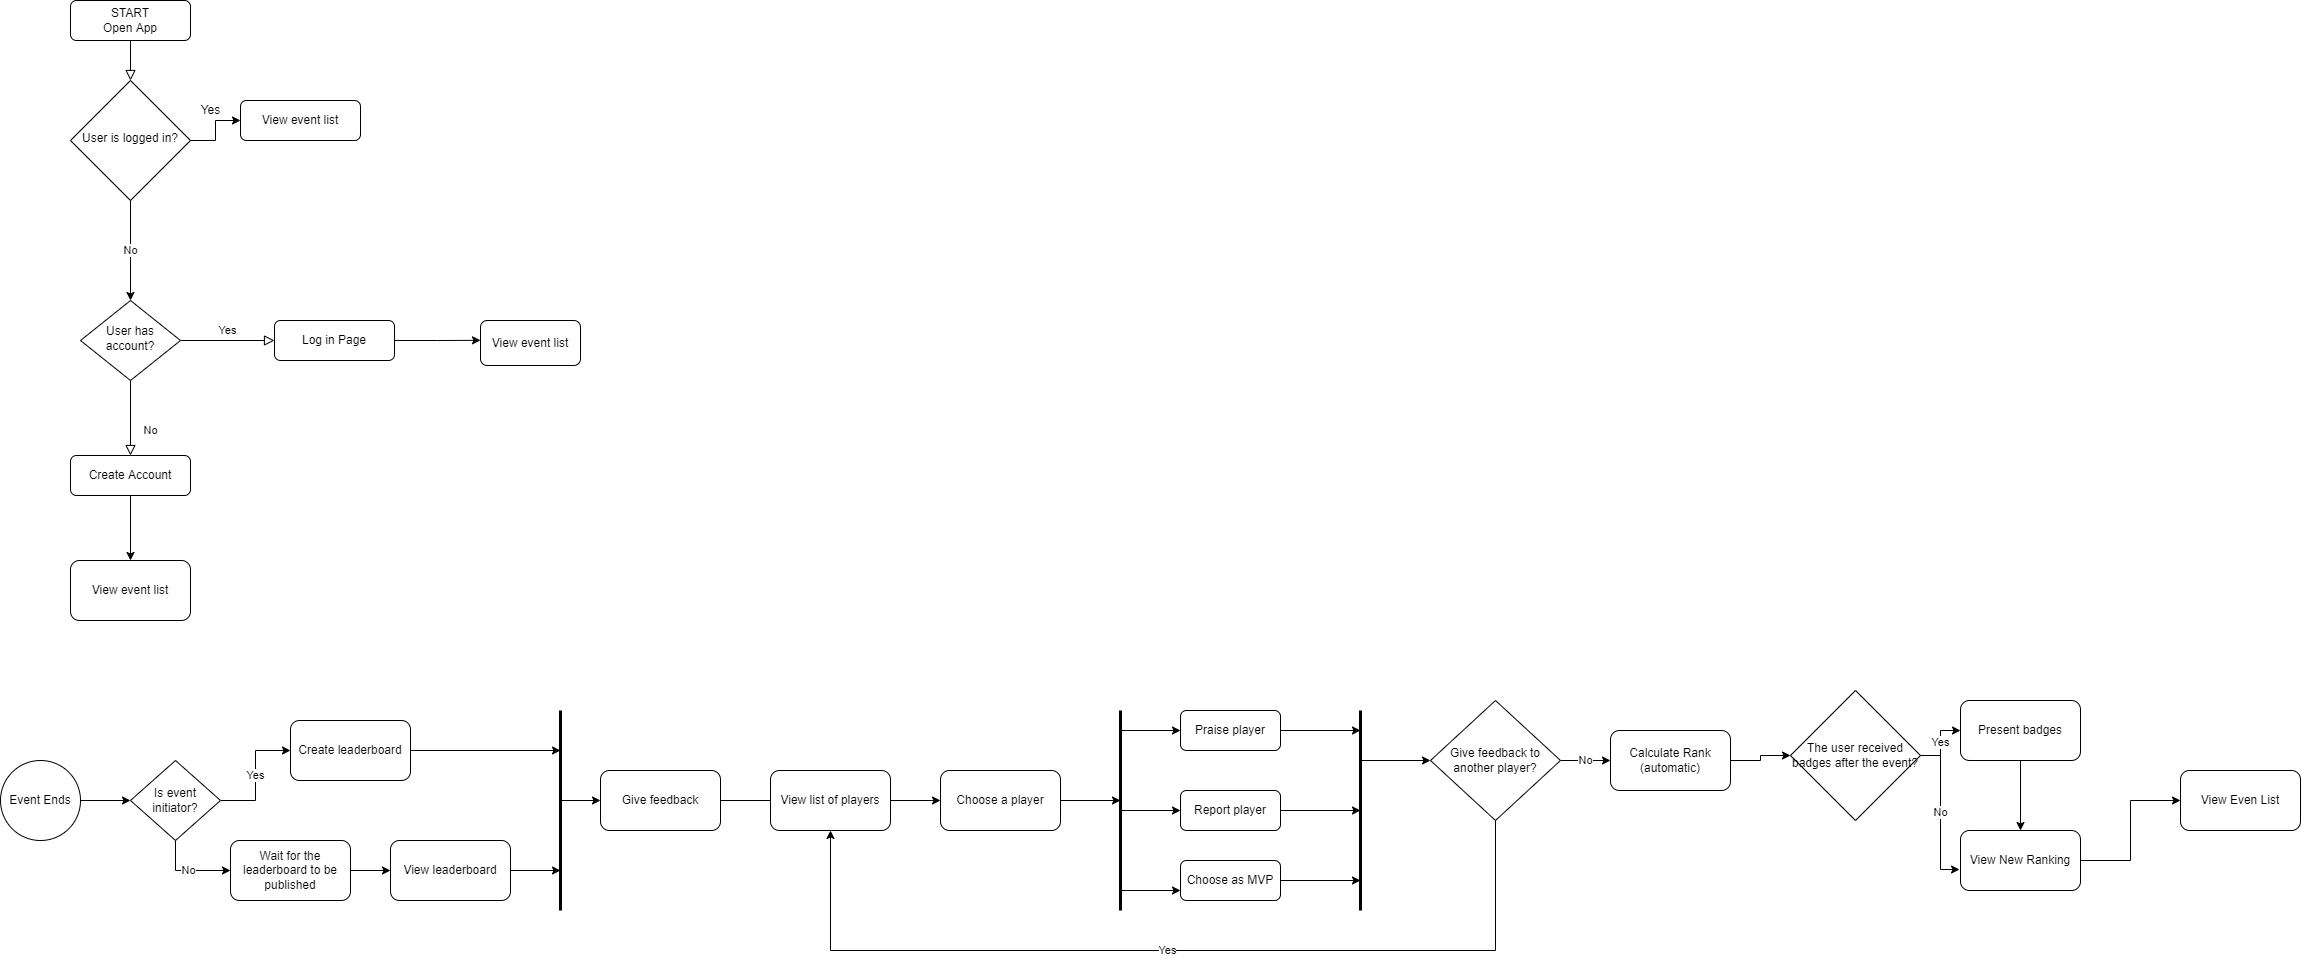 START
Open App
User is logged in?
Yes
View event list
No
User has
account?
Yes
Log in Page
View event list
No
Create Account
View event list
Event Ends
Is event
initiator?
Yes
Create leaderboard
No
Wait for the
leaderboard to be
published
View leaderboard
Give feedback
View list of players
Choose a player
Praise player
Report player
Choose as MVP
Give feedback to
another player?
Yes
No
Calculate Rank
(automatic)
The user received
badges after the event?
Yes
Present badges
No
View New Ranking
View Even List